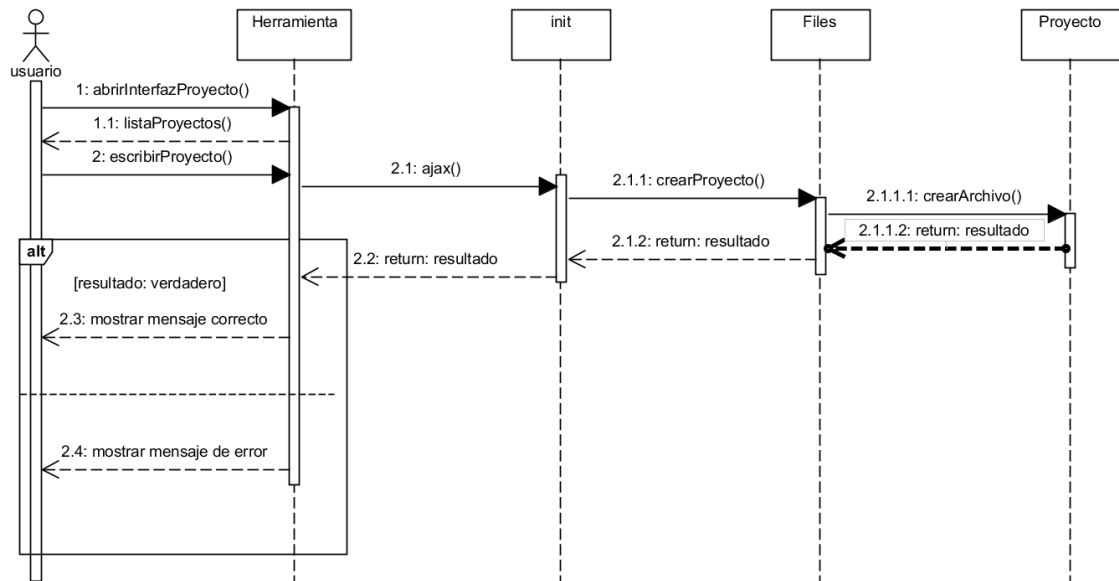 Herramienta
init
Files
Proyecto
usuario
1: abrirInterfazProyecto()
1.1: listaProyectos()
2: escribirProyecto()
2.1: ajax()
2.1.1: crearProyecto()
2.1.1.1: crearArchivo()
2.1.1.2: return: resultado
2.1.2: return: resultado
2.2: return: resultado
alt
[resultado: verdadero]
2.3: mostrar mensaje correcto
2.4: mostrar mensaje de error